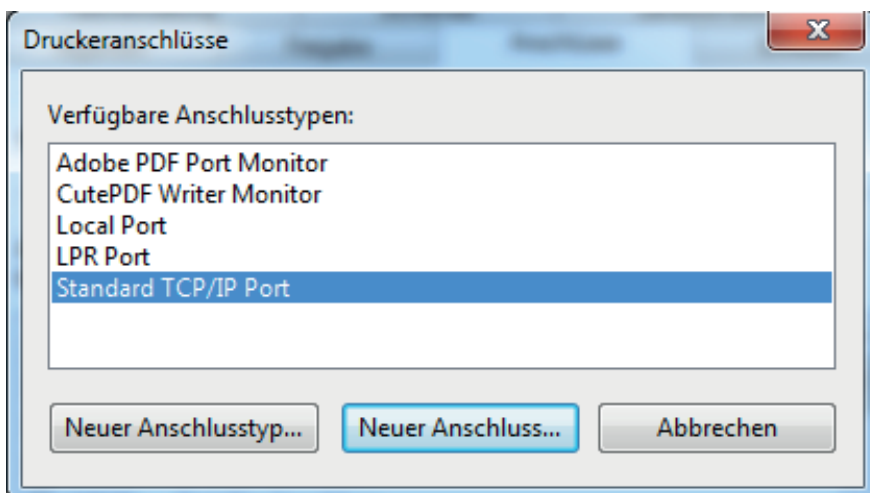 Druckeranschlüsse
Verfügbare Anschlusstypen:
Adobe PDF Port Monitor
CutePDF Writer Monitor
Local Port
LPR Port
Standard TCP/IP Port
Neuer Anschlusstyp... Neuer Anschluss... Abbrechen